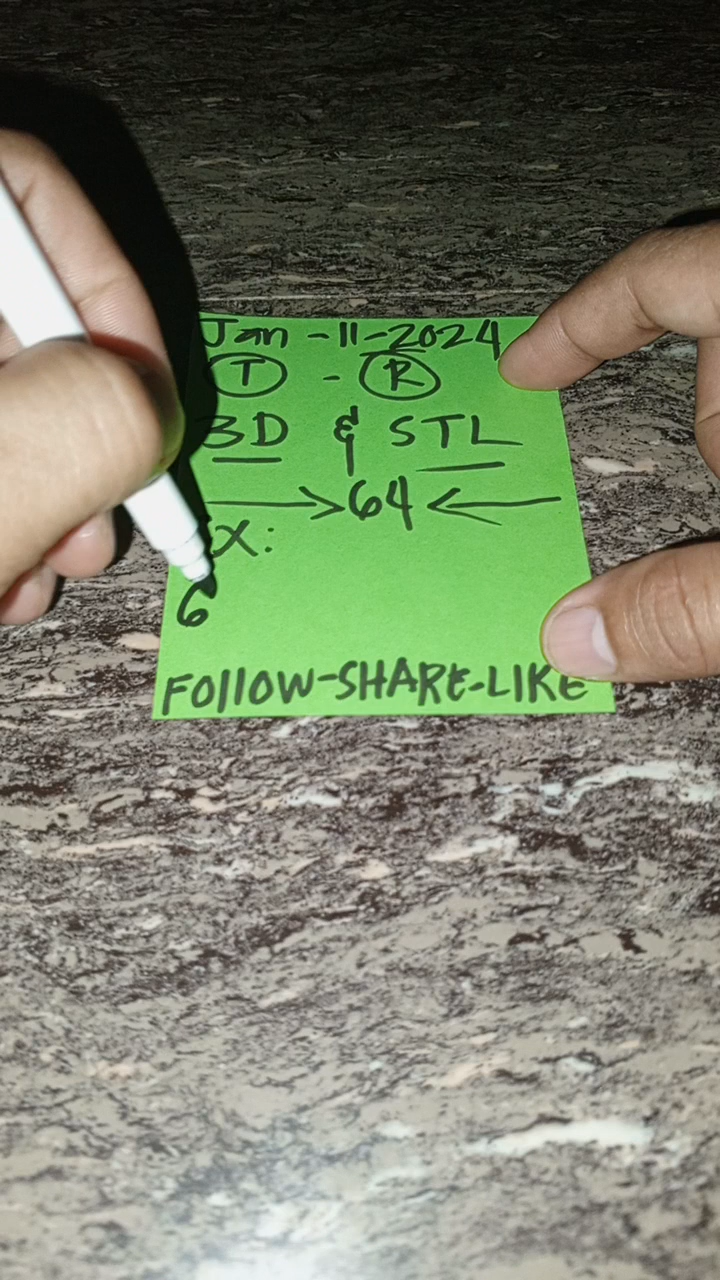 Jan -11-2024
T - R
3D & STL
→64←
X:
6
FOllOW-SHARE-LIKE